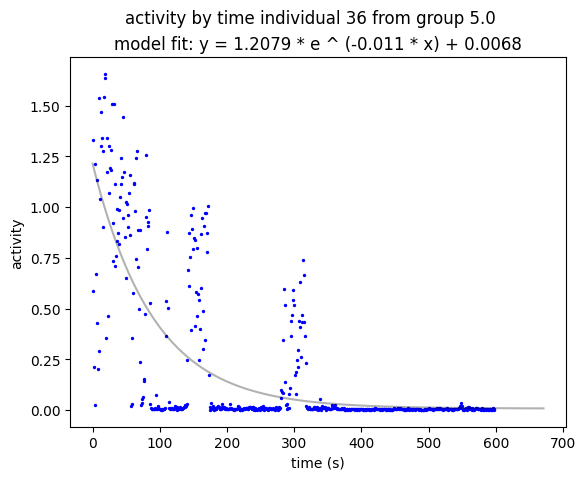 activity by time individual 36 from group 5.0
model fit: y = 1.2079 * e ^ (-0.011 * x) + 0.0068
1.50
1.25
1.00
0.75
0.50
0.25
0.00
activity
0 100 200 300 400 500 600 700
time (s)